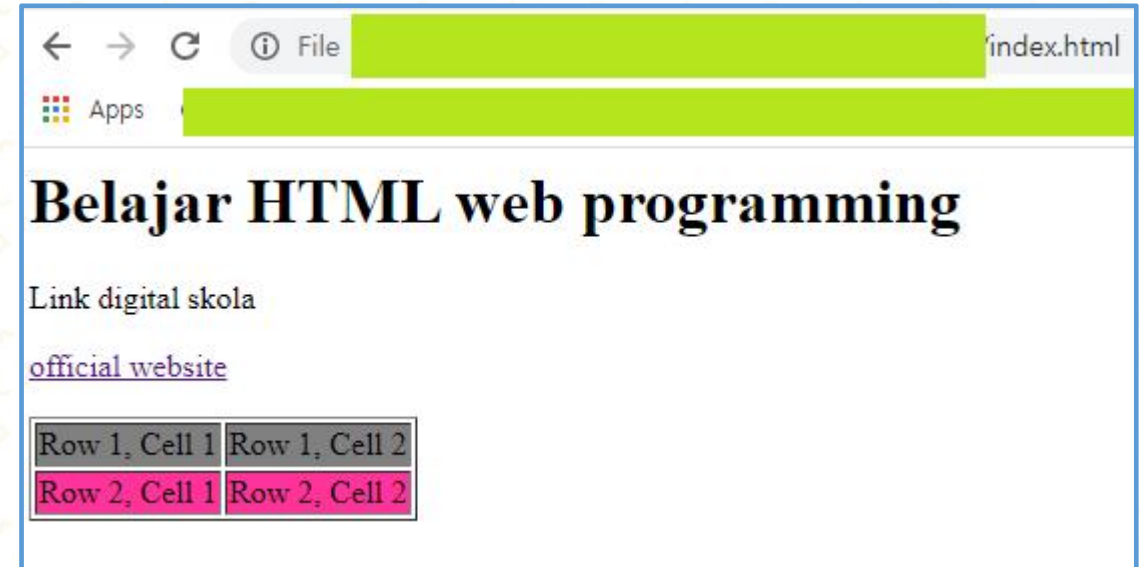 File /index.html
Apps
Belajar HTML web programming
Link digital skola
official website
Row 1, Cell 1 Row 1, Cell 2
Row 2, Cell 1 Row 2, Cell 2